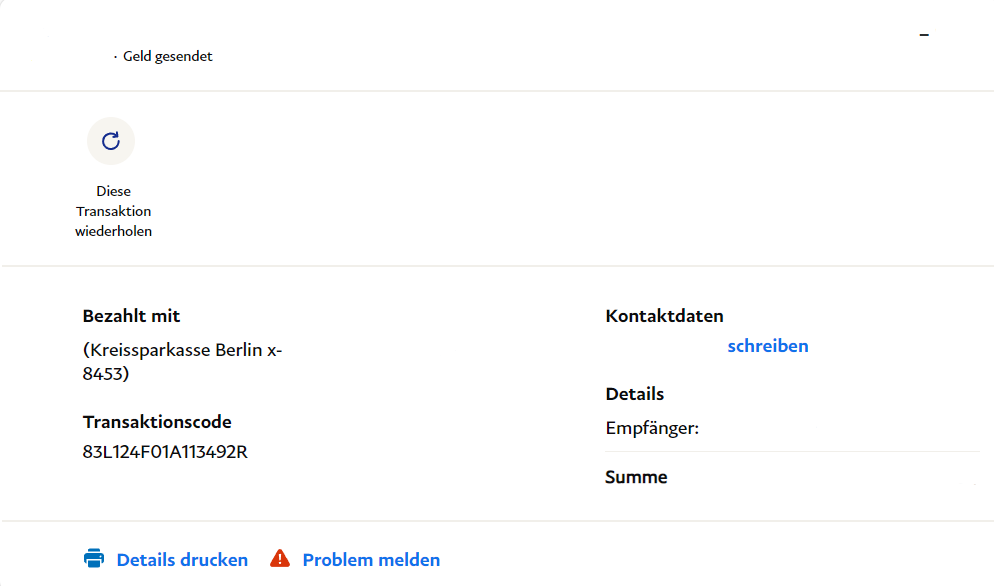 · Geld gesendet
Diese
Transaktion
wiederholen
Bezahlt mit
(Kreissparkasse Berlin x-
8453)
Transaktionscode
83L124F01A113492R
Kontaktdaten
schreiben
Details
Empfänger:
Summe
Details drucken
Problem melden